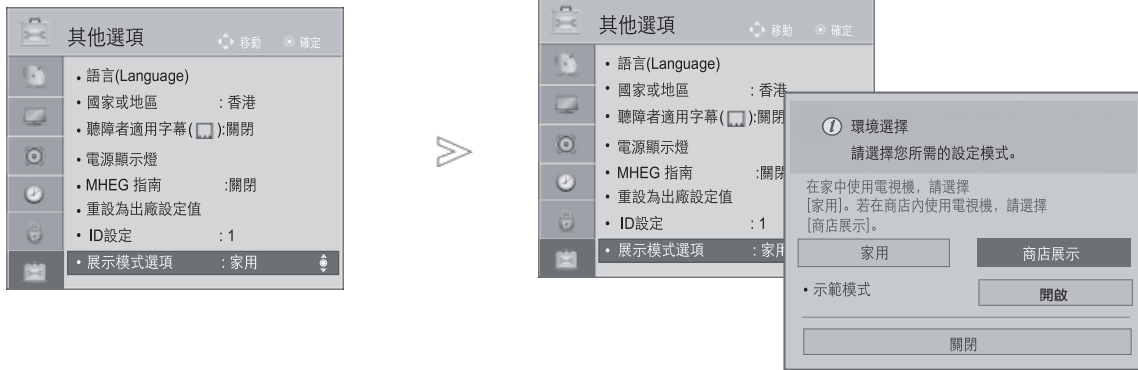 其他選項 移動 確定
• 語言(Language)
• 國家或地區 : 香港
• 聽障者適用字幕( ):關閉
• 電源顯示燈
• MHEG 指南 :關閉
• 重設為出廠設定值
• ID設定 : 1
• 展示模式選項 : 家用
其他選項 移動 確定
• 語言(Language)
• 國家或地區 : 香港
• 聽障者適用字幕( ):關閉
• 電源顯示燈
• MHEG 指南 :關閉
• 重設為出廠設定值
• ID設定 : 1
• 展示模式選項 : 家用
環境選擇
請選擇您所需的設定模式。
在家中使用電視機，請選擇
[家用]。若在商店內使用電視機，請選擇
[商店展示]。
家用 商店展示
• 示範模式 開啟
關閉